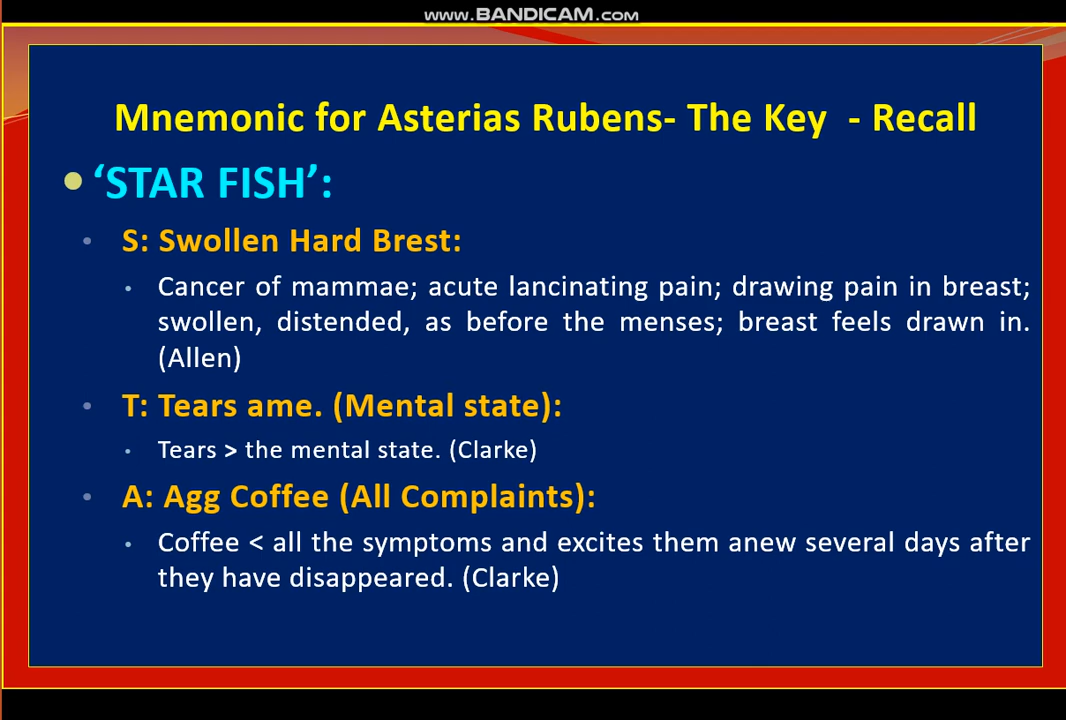 www.BANDICAM.com
Mnemonic for Asterias Rubens- The Key - Recall
• ‘STAR FISH’:
• S: Swollen Hard Brest:
• Cancer of mammae; acute lancinating pain; drawing pain in breast;
swollen, distended, as before the menses; breast feels drawn in.
(Allen)
• T: Tears ame. (Mental state):
• Tears > the mental state. (Clarke)
• A: Agg Coffee (All Complaints):
• Coffee < all the symptoms and excites them anew several days after
they have disappeared. (Clarke)